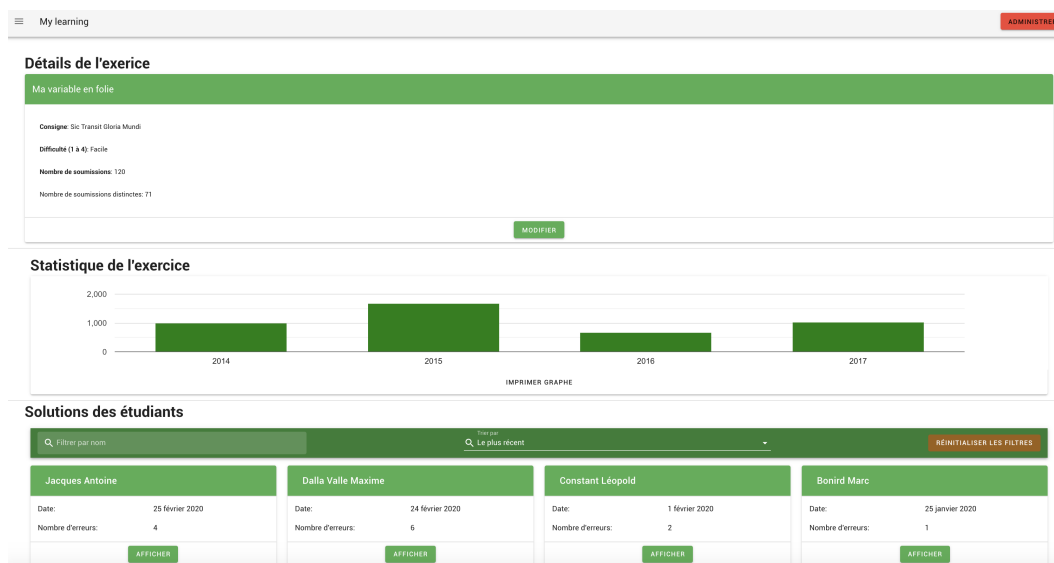 My learning
ADMINISTRER
Détails de l'exerice
Ma variable en folie
Consigne: Sic Transit Gloria Mundi
Difficulté (1 à 4): Facile
Nombre de soumissions: 120
Nombre de soumissions distinctes: 71
MODIFIER
Statistique de l'exercice
2,000
1,000
0
2014 2015 2016 2017
IMPRIMER GRAPHE
Solutions des étudiants
Filtrer par nom
Trier par
Le plus récent
RÉINITIALISER LES FILTRES
Jacques Antoine
Date: 25 février 2020
Nombre d'erreurs: 4
AFFICHER
Dalla Valle Maxime
Date: 24 février 2020
Nombre d'erreurs: 6
AFFICHER
Constant Léopold
Date: 1 février 2020
Nombre d'erreurs: 2
AFFICHER
Bonird Marc
Date: 25 janvier 2020
Nombre d'erreurs: 1
AFFICHER